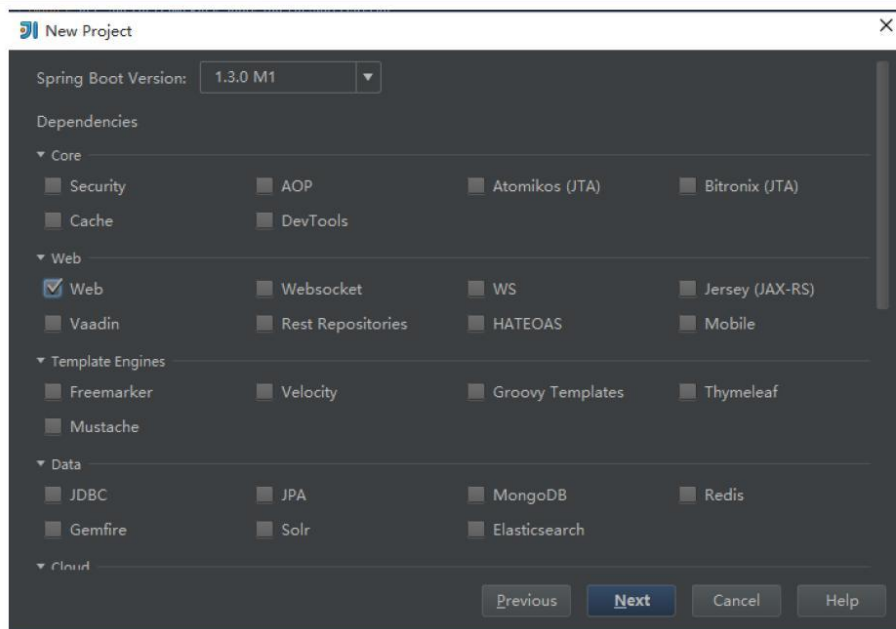 New Project
Spring Boot Version: 1.3.0 M1
Dependencies
Core
Security AOP Atomikos (JTA) Bitronix (JTA)
Cache DevTools
Web
Web Websocket WS Jersey (JAX-RS)
Vaadin Rest Repositories HATEOAS Mobile
Template Engines
Freemarker Velocity Groovy Templates Thymeleaf
Mustache
Data
JDBC JPA MongoDB Redis
Gemfire Solr Elasticsearch
Cloud
Previous Next Cancel Help